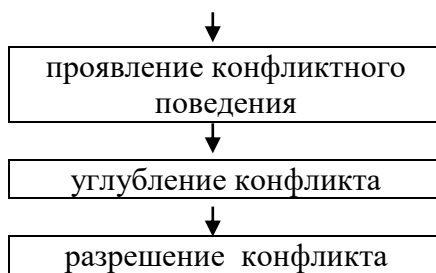 проявление конфликтного
поведения
углубление конфликта
разрешение конфликта